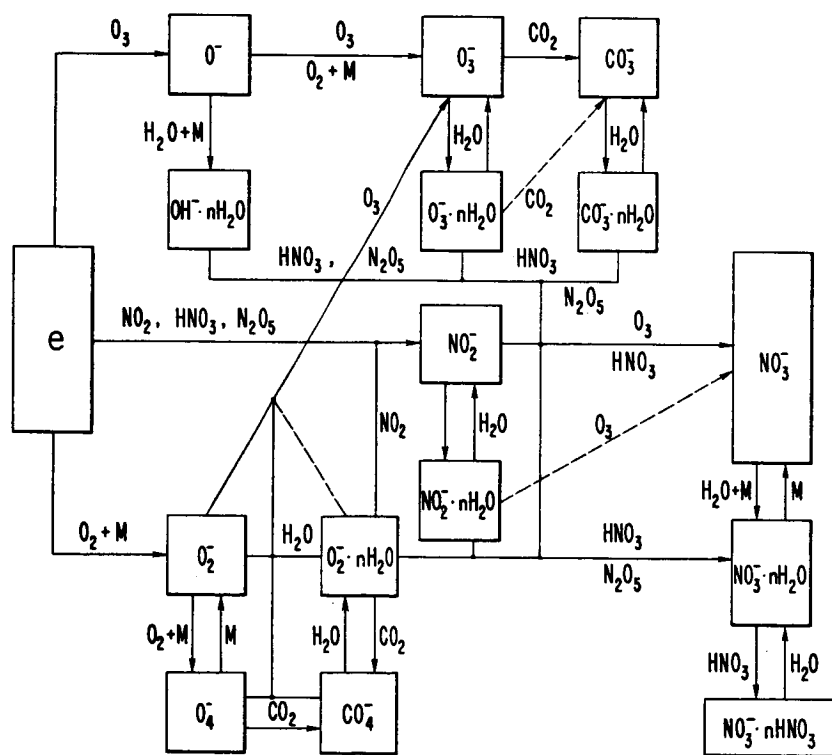 O₃
O⁻
O₃
O₂ + M
O₃⁻
CO₂
CO₃⁻
H₂O+M
H₂O
H₂O
OH⁻·nH₂O
O₃
O₃⁻·nH₂O
CO₂
CO₃⁻·nH₂O
HNO₃, N₂O₅
HNO₃
N₂O₅
e
NO₂, HNO₃, N₂O₅
NO₂⁻
O₃
HNO₃
NO₃⁻
NO₂
H₂O
O₃
NO₂⁻·nH₂O
H₂O+M
M
O₂ + M
O₂⁻
H₂O
O₂⁻·nH₂O
HNO₃
N₂O₅
NO₃⁻·nH₂O
O₂+M
M
H₂O
CO₂
HNO₃
H₂O
O₄⁻
CO₂
CO₄⁻
NO₃⁻·nHNO₃